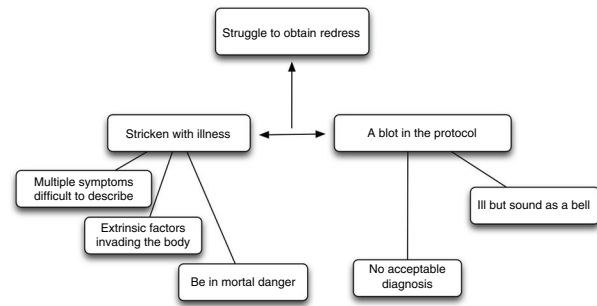 Struggle to obtain redress
Stricken with illness
A blot in the protocol
Multiple symptoms
difficult to describe
Ill but sound as a bell
Extrinsic factors
invading the body
Be in mortal danger
No acceptable
diagnosis